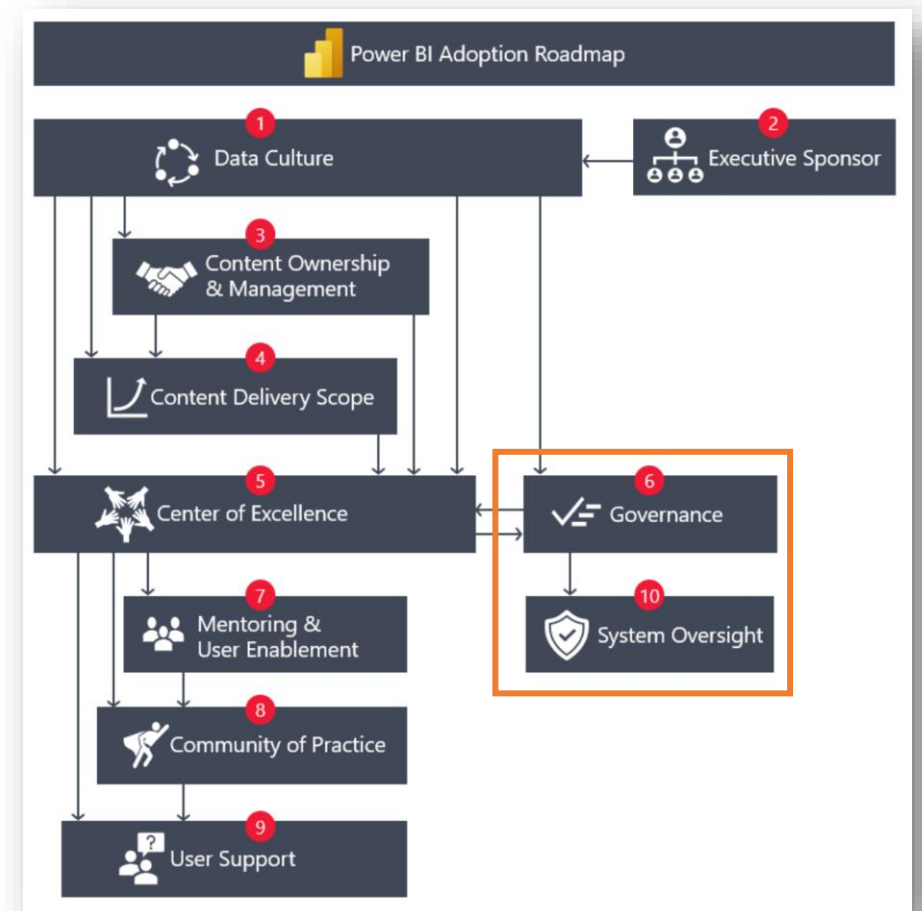 Power BI Adoption Roadmap
1
Data Culture
2
Executive Sponsor
3
Content Ownership
& Management
4
Content Delivery Scope
5
Center of Excellence
6
Governance
7
Mentoring &
User Enablement
10
System Oversight
8
Community of Practice
9
?
User Support